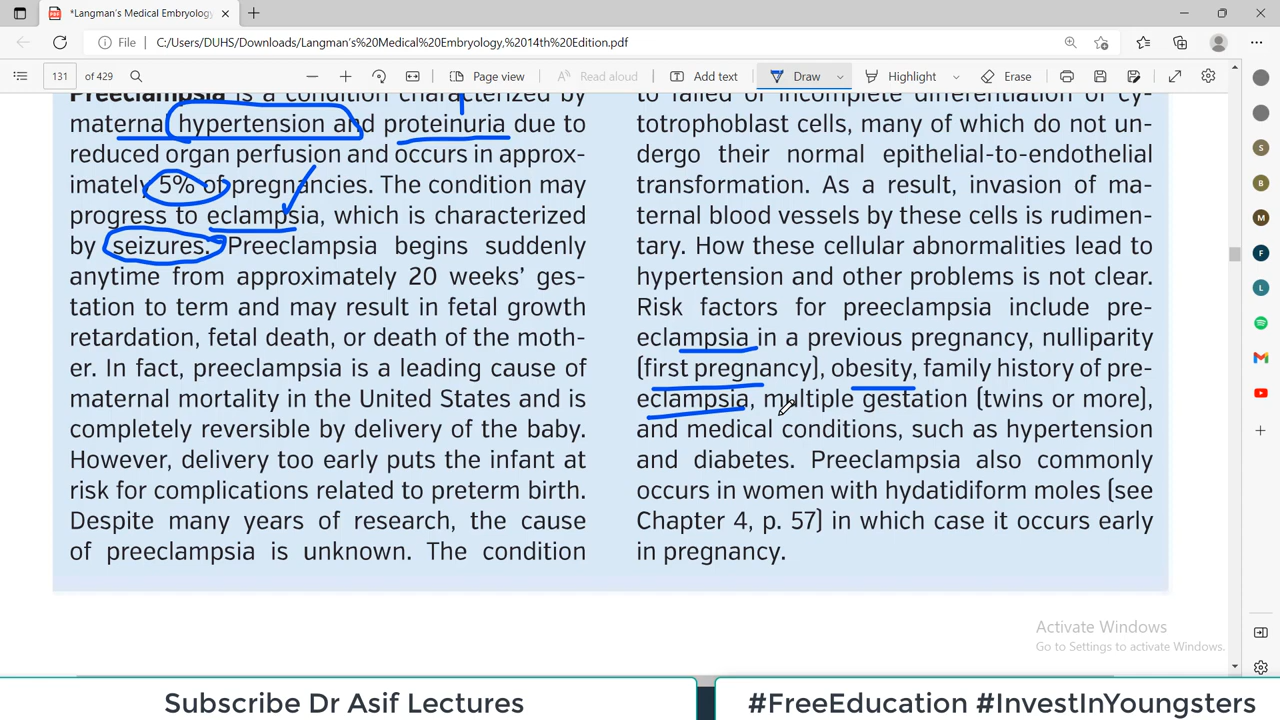 *Langman's Medical Embryology,
File
C:/Users/DUHS/Downloads/Langman's%20Medical%20Embryology,%2014th%20Edition.pdf
131 of 429
Page view
Read aloud
Add text
Draw
Highlight
Erase
Preeclampsia is a condition characterized by
maternal hypertension and proteinuria due to
reduced organ perfusion and occurs in approx-
imately 5% of pregnancies. The condition may
progress to eclampsia, which is characterized
by seizures. Preeclampsia begins suddenly
anytime from approximately 20 weeks' ges-
tation to term and may result in fetal growth
retardation, fetal death, or death of the moth-
er. In fact, preeclampsia is a leading cause of
maternal mortality in the United States and is
completely reversible by delivery of the baby.
However, delivery too early puts the infant at
risk for complications related to preterm birth.
Despite many years of research, the cause
of preeclampsia is unknown. The condition
to failed or incomplete differentiation of cy-
totrophoblast cells, many of which do not un-
dergo their normal epithelial-to-endothelial
transformation. As a result, invasion of ma-
ternal blood vessels by these cells is rudimen-
tary. How these cellular abnormalities lead to
hypertension and other problems is not clear.
Risk factors for preeclampsia include pre-
eclampsia in a previous pregnancy, nulliparity
(first pregnancy), obesity, family history of pre-
eclampsia, multiple gestation (twins or more),
and medical conditions, such as hypertension
and diabetes. Preeclampsia also commonly
occurs in women with hydatidiform moles (see
Chapter 4, p. 57) in which case it occurs early
in pregnancy.
S
B
M
F
L
Activate Windows
Go to Settings to activate Windows.
Subscribe Dr Asif Lectures
#FreeEducation #InvestInYoungsters